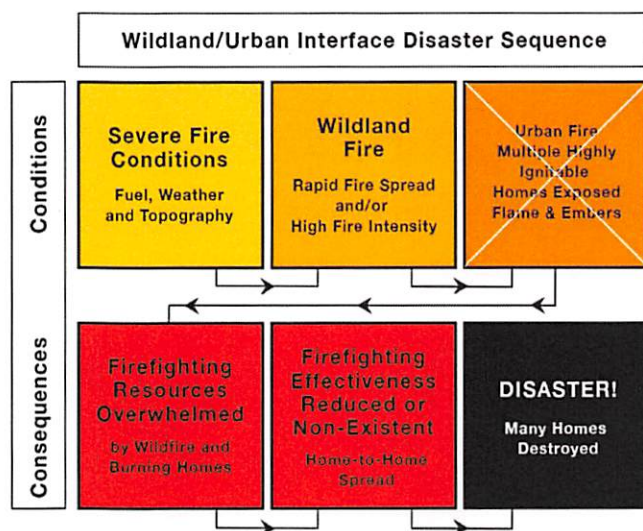 Wildland/Urban Interface Disaster Sequence
Conditions
Severe Fire
Conditions
Fuel, Weather
and Topography
Wildland
Fire
Rapid Fire Spread
and/or
High Fire Intensity
Urban Fire
Multiple Highly
Ignitable
Homes Exposed
Flame & Embers
Consequences
Firefighting
Resources
Overwhelmed
by Wildfire and
Burning Homes
Firefighting
Effectiveness
Reduced or
Non-Existent
Home-to-Home
Spread
DISASTER!
Many Homes
Destroyed